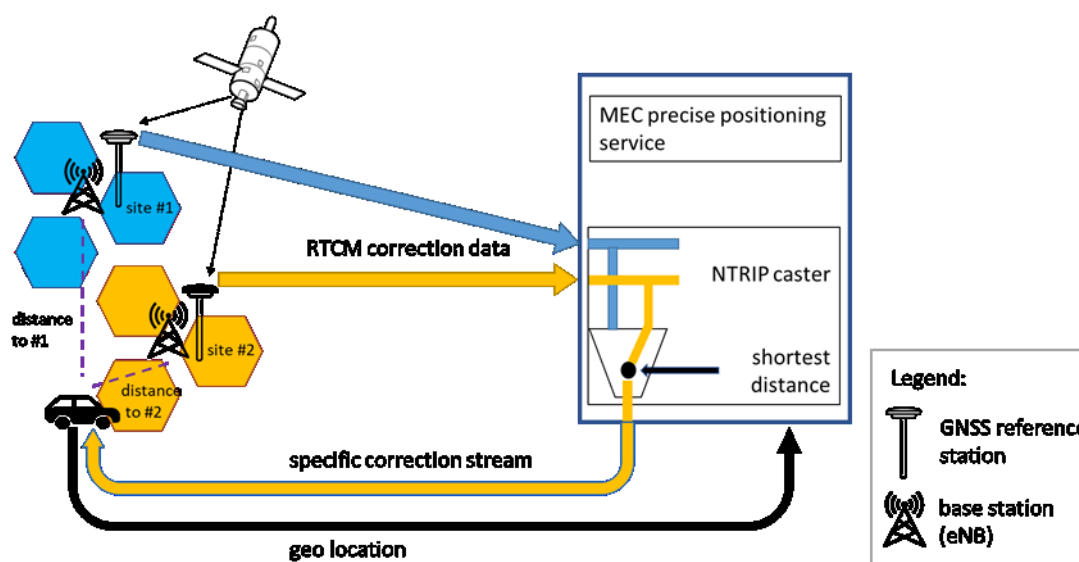 MEC precise positioning
service
site #1
RTCM correction data
NTRIP caster
distance
to #1
site #2
shortest
distance
distance
to #2
Legend:
GNSS reference
station
specific correction stream
base station
(eNB)
geo location